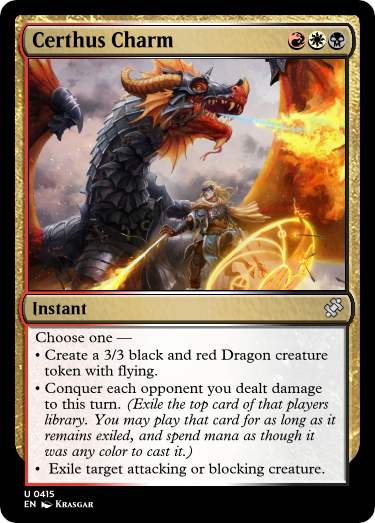 Certhus Charm
Instant
Choose one —
• Create a 3/3 black and red Dragon creature
token with flying.
• Conquer each opponent you dealt damage
to this turn. (Exile the top card of that players
library. You may play that card for as long as it
remains exiled, and spend mana as though it
was any color to cast it.)
• Exile target attacking or blocking creature.
U 0415
EN Krasgar